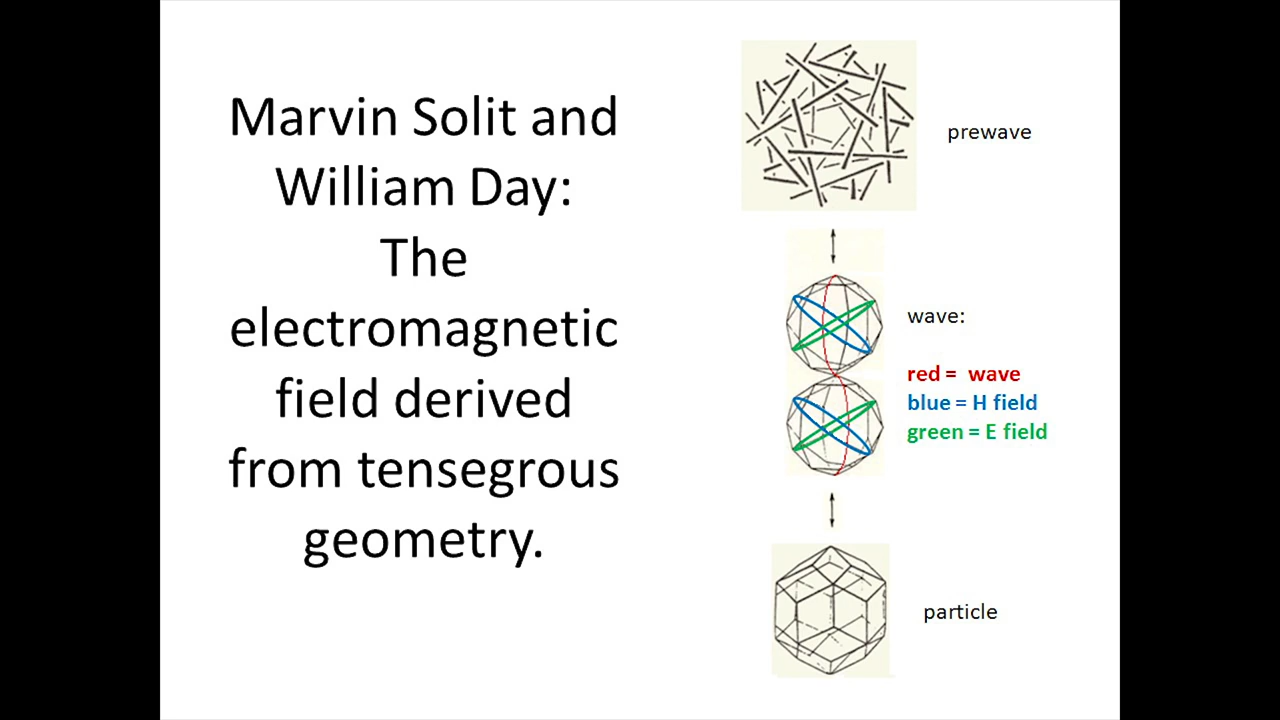 Marvin Solit and
William Day:
The
electromagnetic
field derived
from tensegrous
geometry.
prewave
wave:
red =  wave
blue = H field
green = E field
particle